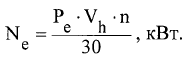 Nₑ = Pₑ · Vₕ · n / 30 , кВт.